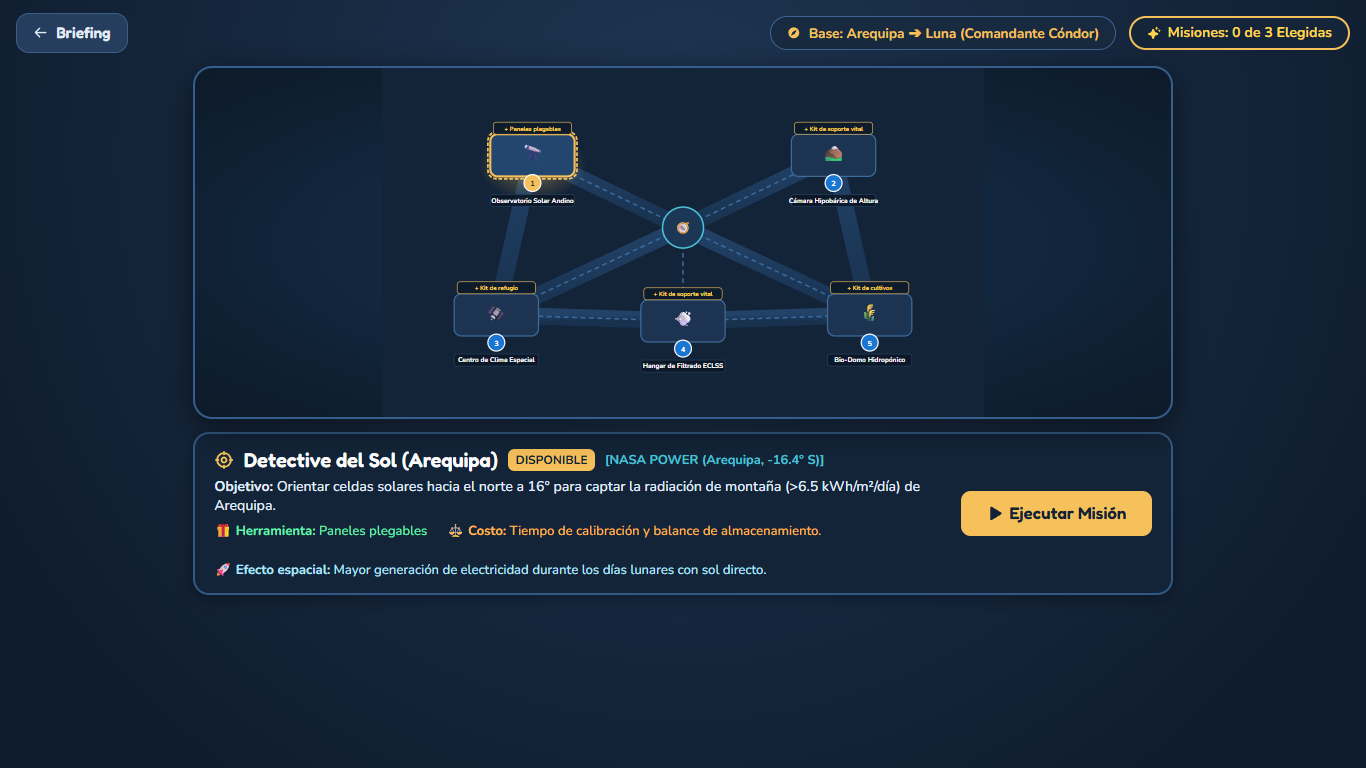 Briefing
Base: Arequipa ➔ Luna (Comandante Cóndor)
Misiones: 0 de 3 Elegidas
+ Paneles plegables
+ Kit de soporte vital
1
2
Observatorio Solar Andino
Cámara Hipobárica de Altura
+ Kit de refugio
+ Kit de soporte vital
+ Kit de cultivos
3
4
5
Centro de Clima Espacial
Hangar de Filtrado ECLSS
Bio-Domo Hidropónico
Detective del Sol (Arequipa) DISPONIBLE [NASA POWER (Arequipa, -16.4° S)]
Objetivo: Orientar celdas solares hacia el norte a 16° para captar la radiación de montaña (>6.5 kWh/m²/día) de
Arequipa.
Herramienta: Paneles plegables Costo: Tiempo de calibración y balance de almacenamiento.
Efecto espacial: Mayor generación de electricidad durante los días lunares con sol directo.
Ejecutar Misión